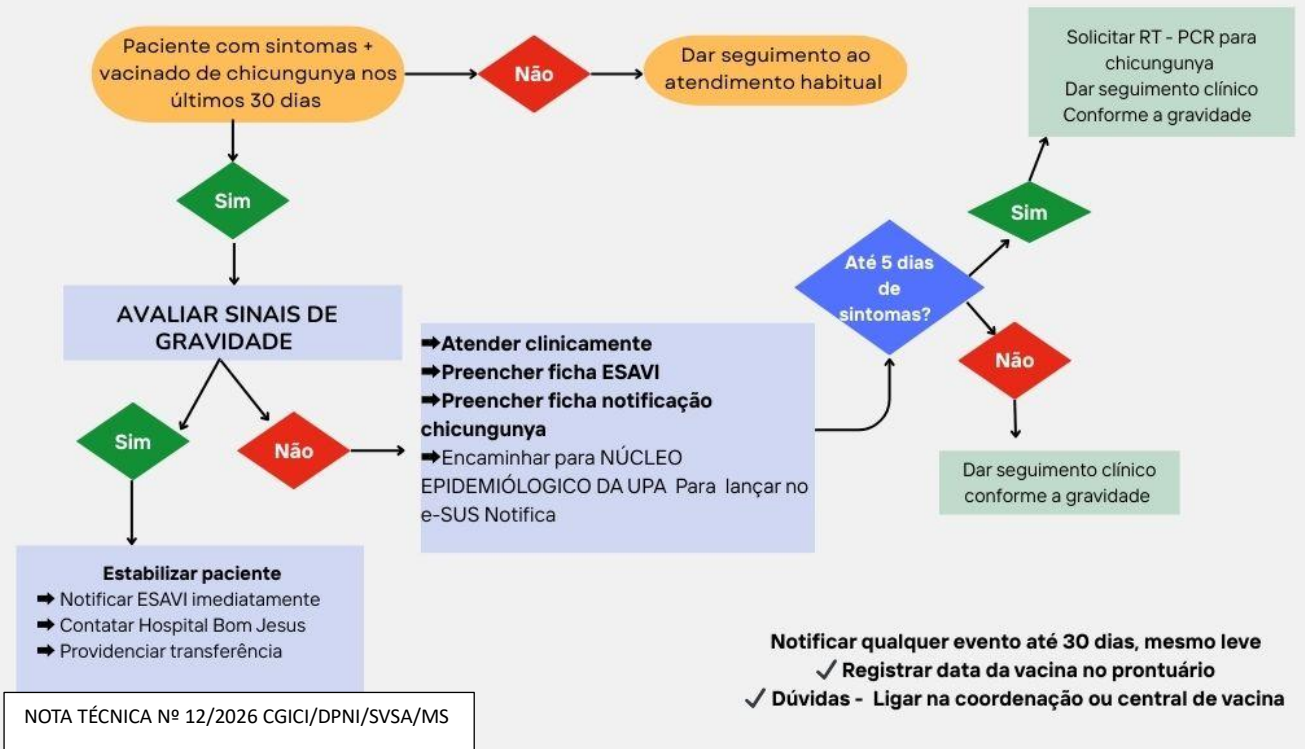 Paciente com sintomas +
vacinado de chicungunya nos
últimos 30 dias
Não
Dar seguimento ao
atendimento habitual
Sim
AVALIAR SINAIS DE
GRAVIDADE
Sim
Não
Estabilizar paciente
➡ Notificar ESAVI imediatamente
➡ Contatar Hospital Bom Jesus
➡ Providenciar transferência
➡Atender clinicamente
➡Preencher ficha ESAVI
➡Preencher ficha notificação
chicungunya
➡Encaminhar para NÚCLEO
EPIDEMIÓLOGICO DA UPA Para lançar no
e-SUS Notifica
Até 5 dias
de
sintomas?
Sim
Solicitar RT - PCR para
chicungunya
Dar seguimento clínico
Conforme a gravidade
Não
Dar seguimento clínico
conforme a gravidade
Notificar qualquer evento até 30 dias, mesmo leve
✓ Registrar data da vacina no prontuário
✓ Dúvidas - Ligar na coordenação ou central de vacina
NOTA TÉCNICA Nº 12/2026 CGICI/DPNI/SVSA/MS